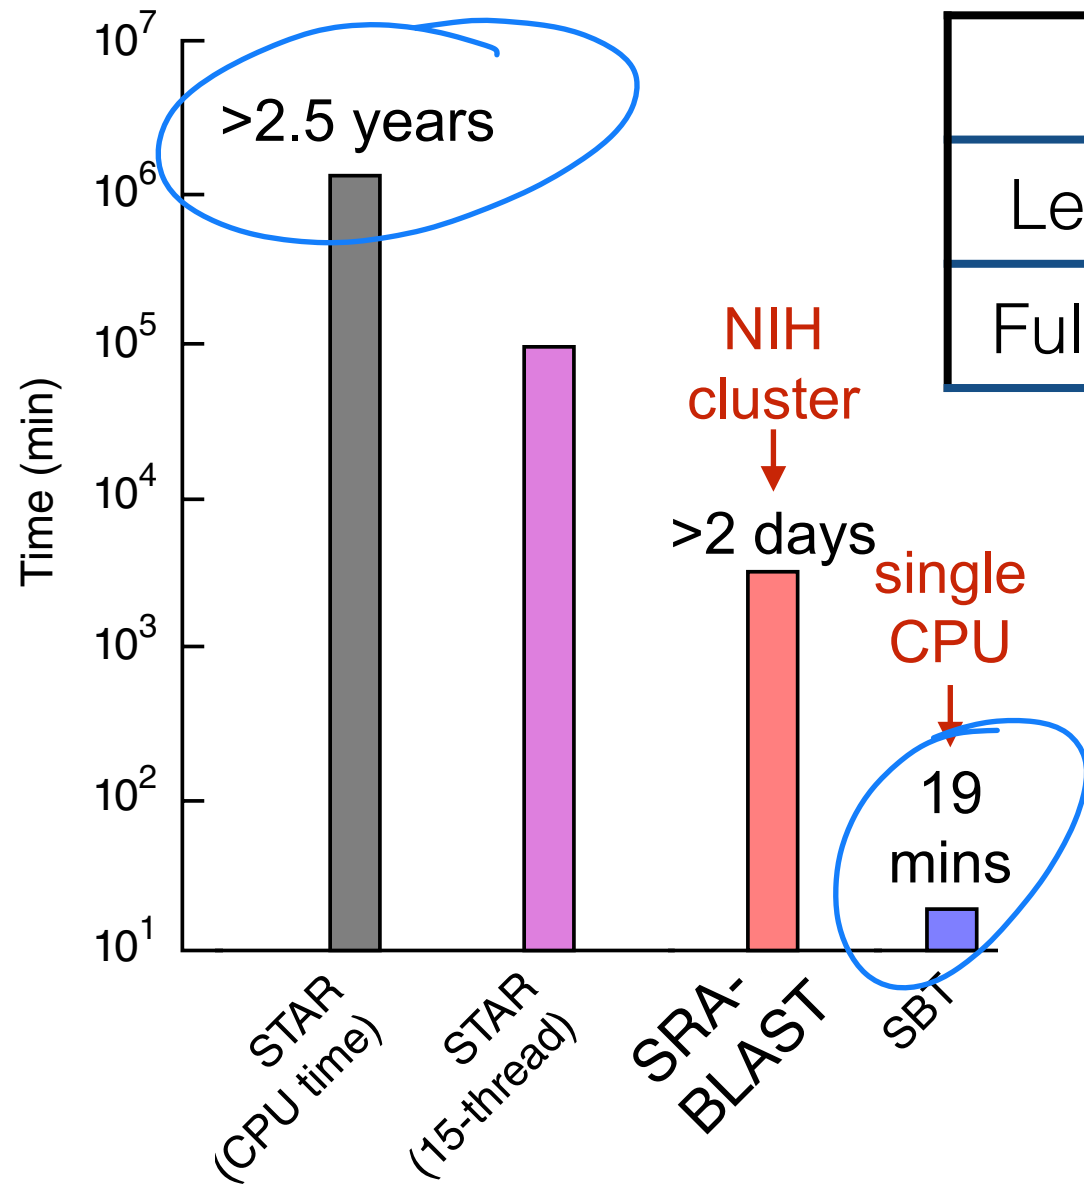 10^7
10^6
10^5
10^4
10^3
10^2
10^1
Time (min)
>2.5 years
NIH
cluster
>2 days
single
CPU
19
mins
STAR
(CPU time)
STAR
(15-thread)
SRA-
BLAST
SBT
Le
Ful